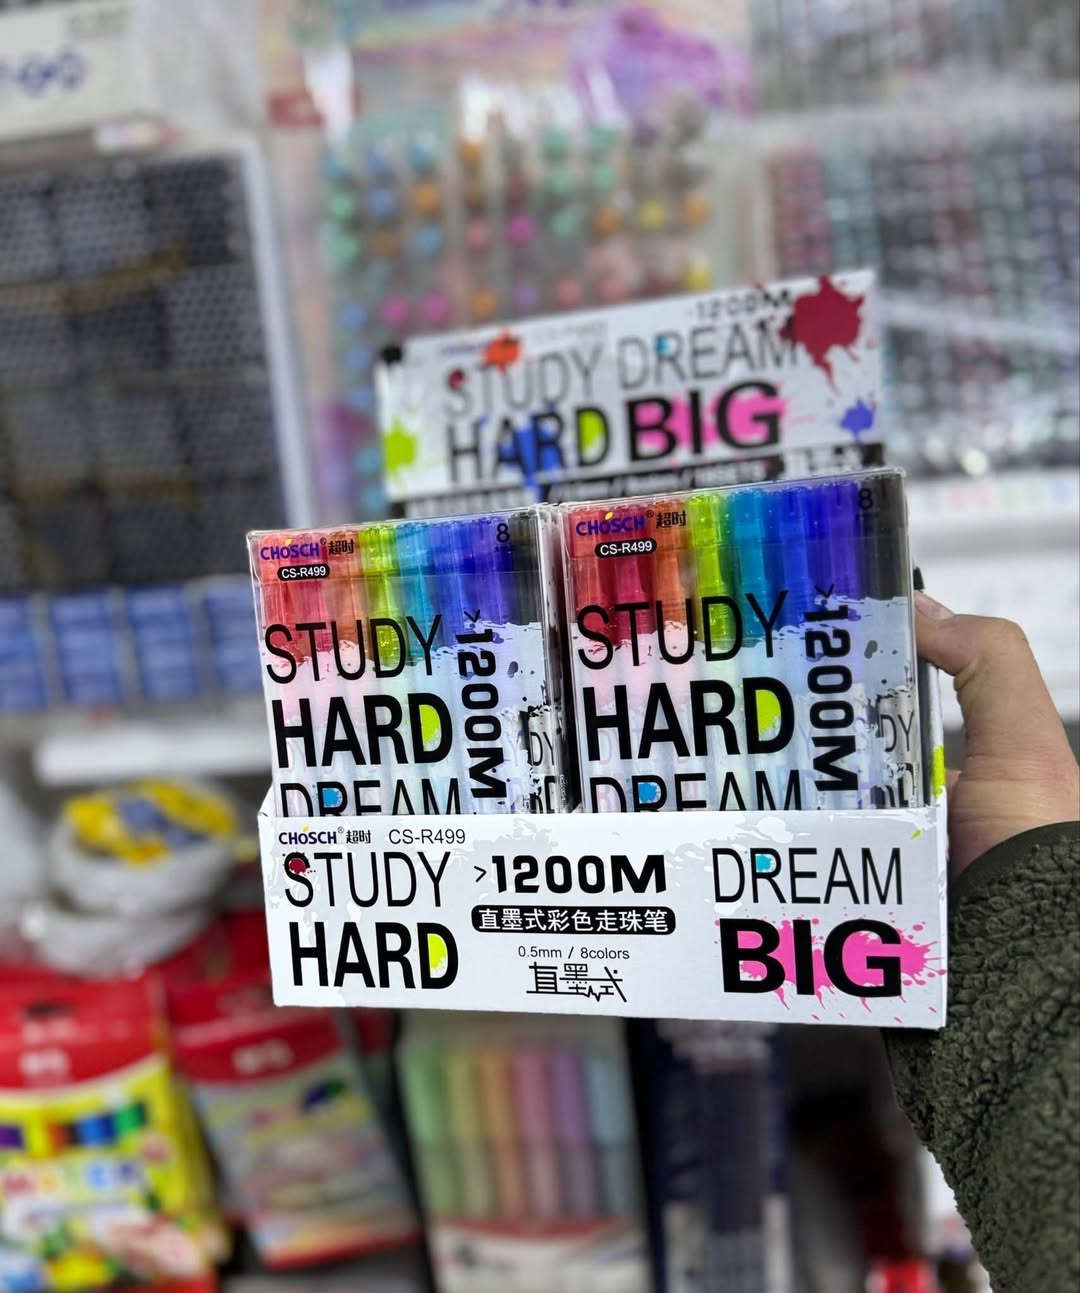 1200M
STUDY DREAM
HARD BIG
CHOSCH® 超时
8
CS-R499
STUDY
HARD
DREAM
>1200M
CHOSCH® 超时
8
CS-R499
STUDY
HARD
DREAM
>1200M
CHOSCH® 超时 CS-R499
STUDY
HARD
>1200M
直墨式彩色走珠笔
0.5mm / 8colors
直墨式
DREAM
BIG